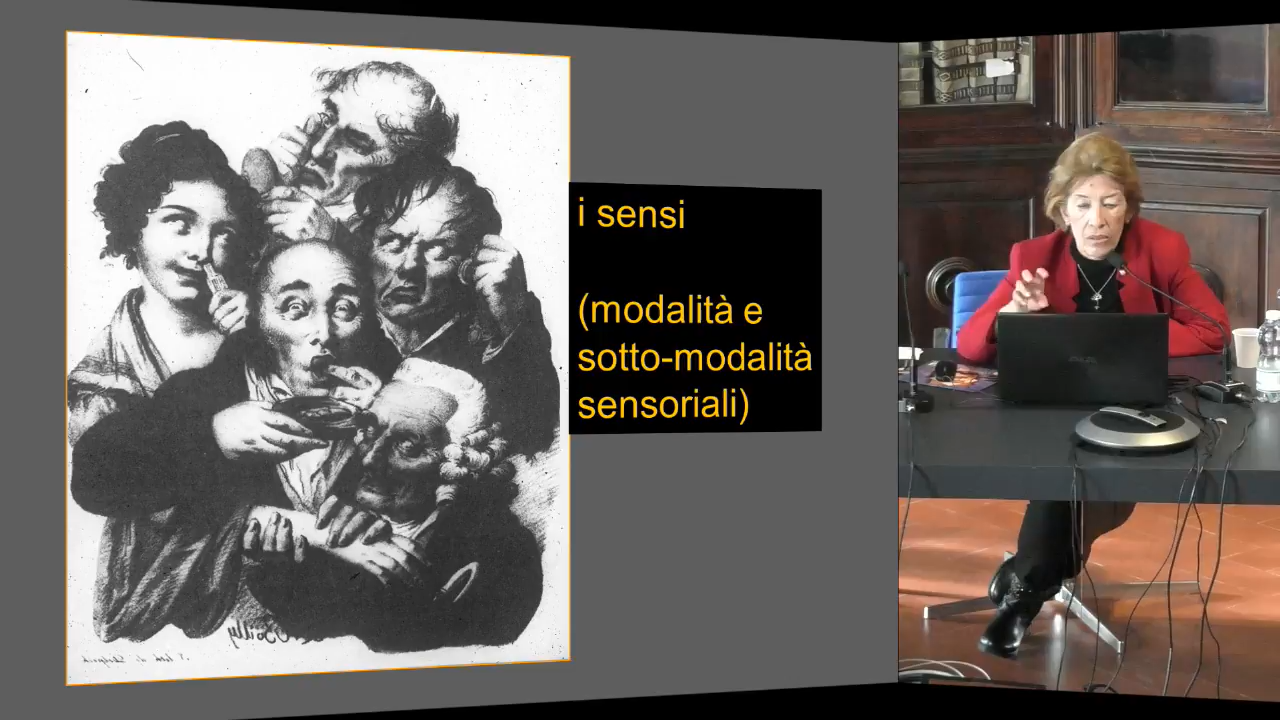 i sensi
(modalità e
sotto-modalità
sensoriali)